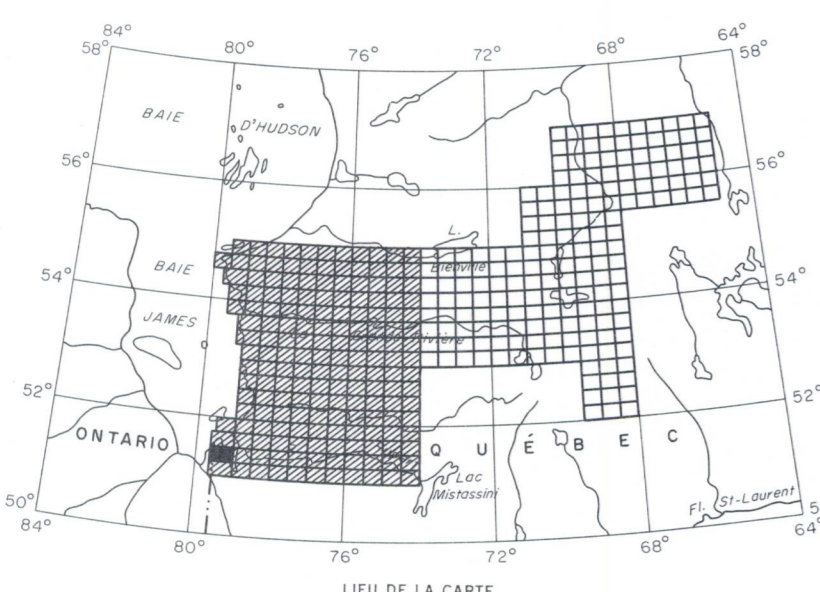 84°
58°
80°
76°
72°
68°
64°
58°
BAIE
D'HUDSON
56°
56°
L.
Bienville
BAIE
54°
54°
JAMES
52°
52°
ONTARIO
QUÉBEC
Lac
Mistassini
Fl. St-Laurent
50°
84°
80°
76°
72°
68°
64°
LIEU DE LA CARTE